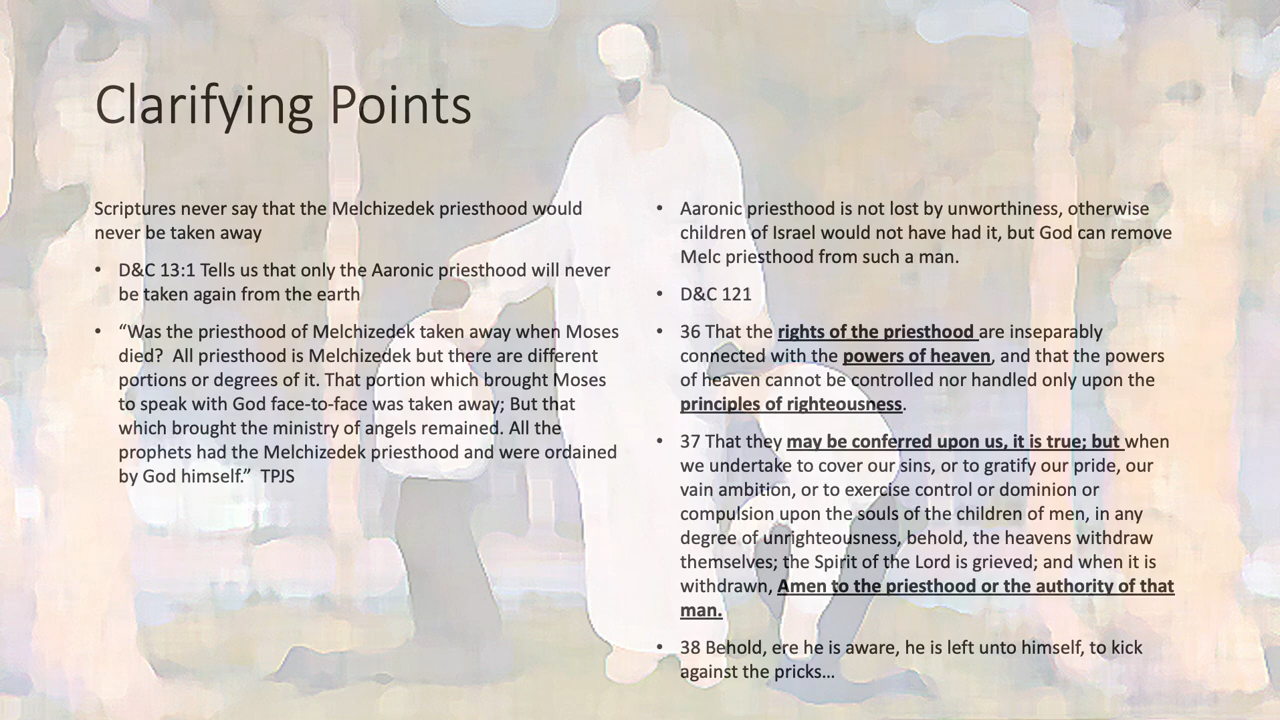 Clarifying Points
Scriptures never say that the Melchizedek priesthood would
never be taken away
• D&C 13:1 Tells us that only the Aaronic priesthood will never
be taken again from the earth
• “Was the priesthood of Melchizedek taken away when Moses
died?  All priesthood is Melchizedek but there are different
portions or degrees of it. That portion which brought Moses
to speak with God face-to-face was taken away; But that
which brought the ministry of angels remained. All the
prophets had the Melchizedek priesthood and were ordained
by God himself.”  TPJS
• Aaronic priesthood is not lost by unworthiness, otherwise
children of Israel would not have had it, but God can remove
Melc priesthood from such a man.
• D&C 121
• 36 That the rights of the priesthood are inseparably
connected with the powers of heaven, and that the powers
of heaven cannot be controlled nor handled only upon the
principles of righteousness.
• 37 That they may be conferred upon us, it is true; but when
we undertake to cover our sins, or to gratify our pride, our
vain ambition, or to exercise control or dominion or
compulsion upon the souls of the children of men, in any
degree of unrighteousness, behold, the heavens withdraw
themselves; the Spirit of the Lord is grieved; and when it is
withdrawn, Amen to the priesthood or the authority of that
man.
• 38 Behold, ere he is aware, he is left unto himself, to kick
against the pricks…